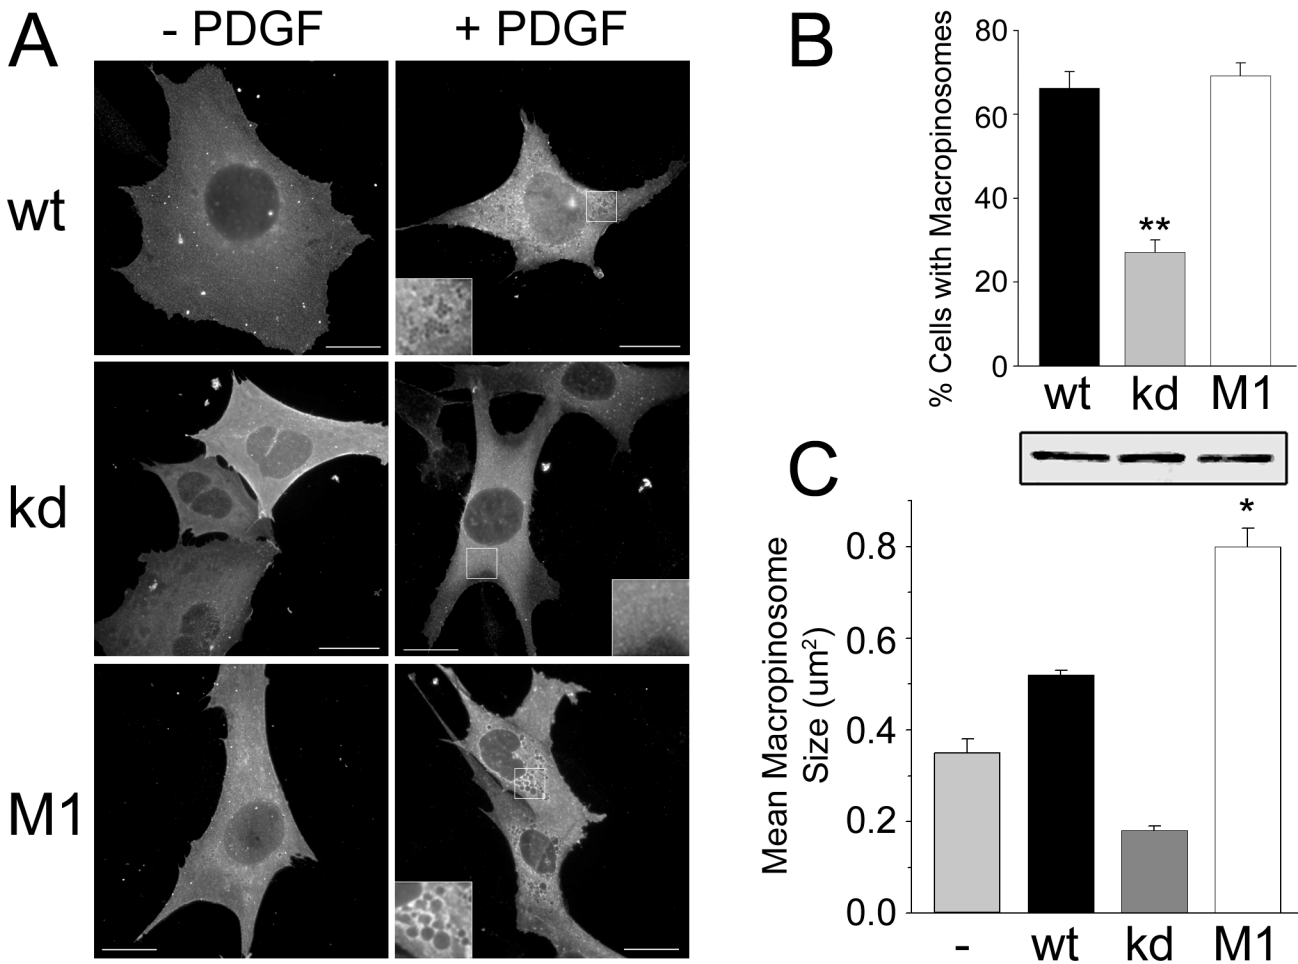 A
- PDGF
+ PDGF
wt
kd
M1
B
% Cells with Macropinosomes
80
60
40
20
0
**
wt
kd
M1
C
Mean Macropinosome
Size (um²)
0.8
0.6
0.4
0.2
0.0
*
-
wt
kd
M1